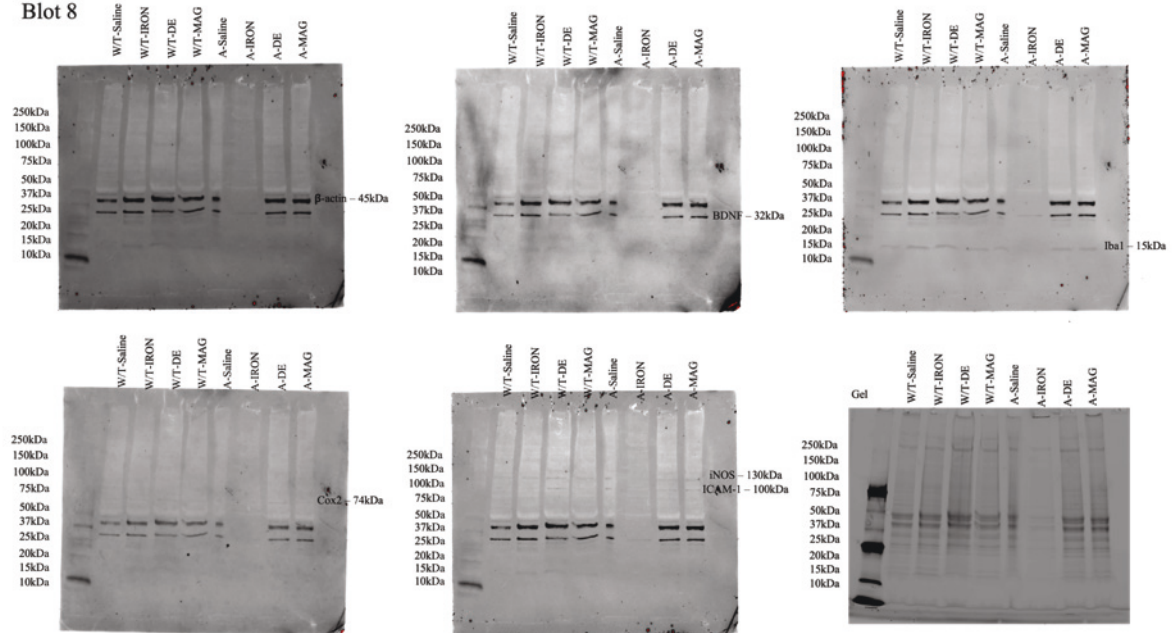 Blot 8
W/T-Saline
W/T-IRON
W/T-DE
W/T-MAG
A-Saline
A-IRON
A-DE
A-MAG
250kDa
150kDa
100kDa
75kDa
50kDa
37kDa
25kDa
20kDa
15kDa
10kDa
β-actin – 45kDa
W/T-Saline
W/T-IRON
W/T-DE
W/T-MAG
A-Saline
A-IRON
A-DE
A-MAG
250kDa
150kDa
100kDa
75kDa
50kDa
37kDa
25kDa
20kDa
15kDa
10kDa
BDNF – 32kDa
W/T-Saline
W/T-IRON
W/T-DE
W/T-MAG
A-Saline
A-IRON
A-DE
A-MAG
250kDa
150kDa
100kDa
75kDa
50kDa
37kDa
25kDa
20kDa
15kDa
10kDa
Iba1 – 15kDa
W/T-Saline
W/T-IRON
W/T-DE
W/T-MAG
A-Saline
A-IRON
A-DE
A-MAG
250kDa
150kDa
100kDa
75kDa
50kDa
37kDa
25kDa
20kDa
15kDa
10kDa
Cox2 – 74kDa
W/T-Saline
W/T-IRON
W/T-DE
W/T-MAG
A-Saline
A-IRON
A-DE
A-MAG
250kDa
150kDa
100kDa
75kDa
50kDa
37kDa
25kDa
20kDa
15kDa
10kDa
iNOS – 130kDa
ICAM-1 – 100kDa
Gel
W/T-Saline
W/T-IRON
W/T-DE
W/T-MAG
A-Saline
A-IRON
A-DE
A-MAG
250kDa
150kDa
100kDa
75kDa
50kDa
37kDa
25kDa
20kDa
15kDa
10kDa